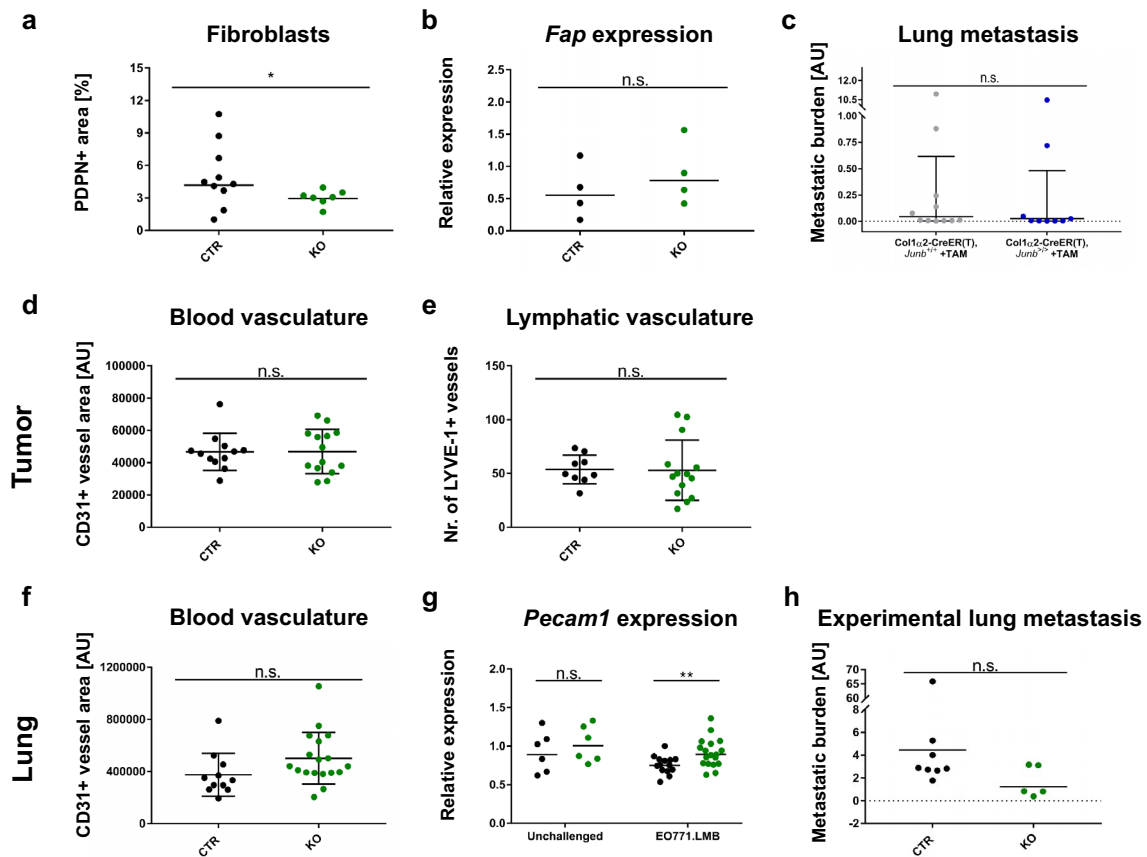 a
Fibroblasts
PDPN+ area [%]
15
12
9
6
3
0
*
CTR
KO
b
Fap expression
Relative expression
2.5
2.0
1.5
1.0
0.5
0.0
n.s.
CTR
KO
c
Lung metastasis
Metastatic burden [AU]
12.0
10.5
1.00
0.75
0.50
0.25
0.00
n.s.
Col1α2-CreER(T),
Junb+/+ +TAM
Col1α2-CreER(T),
+TAM
Tumor
d
Blood vasculature
CD31+ vessel area [AU]
100000
80000
60000
40000
20000
0
n.s.
CTR
KO
e
Lymphatic vasculature
Nr. of LYVE-1+ vessels
150
100
50
0
n.s.
CTR
KO
Lung
f
Blood vasculature
CD31+ vessel area [AU]
1200000
800000
400000
0
n.s.
CTR
KO
g
Pecam1 expression
Relative expression
2.0
1.5
1.0
0.5
0.0
n.s.
**
Unchallenged
EO771.LMB
h
Experimental lung metastasis
Metastatic burden [AU]
70
65
60
8
6
4
2
0
-2
n.s.
CTR
KO